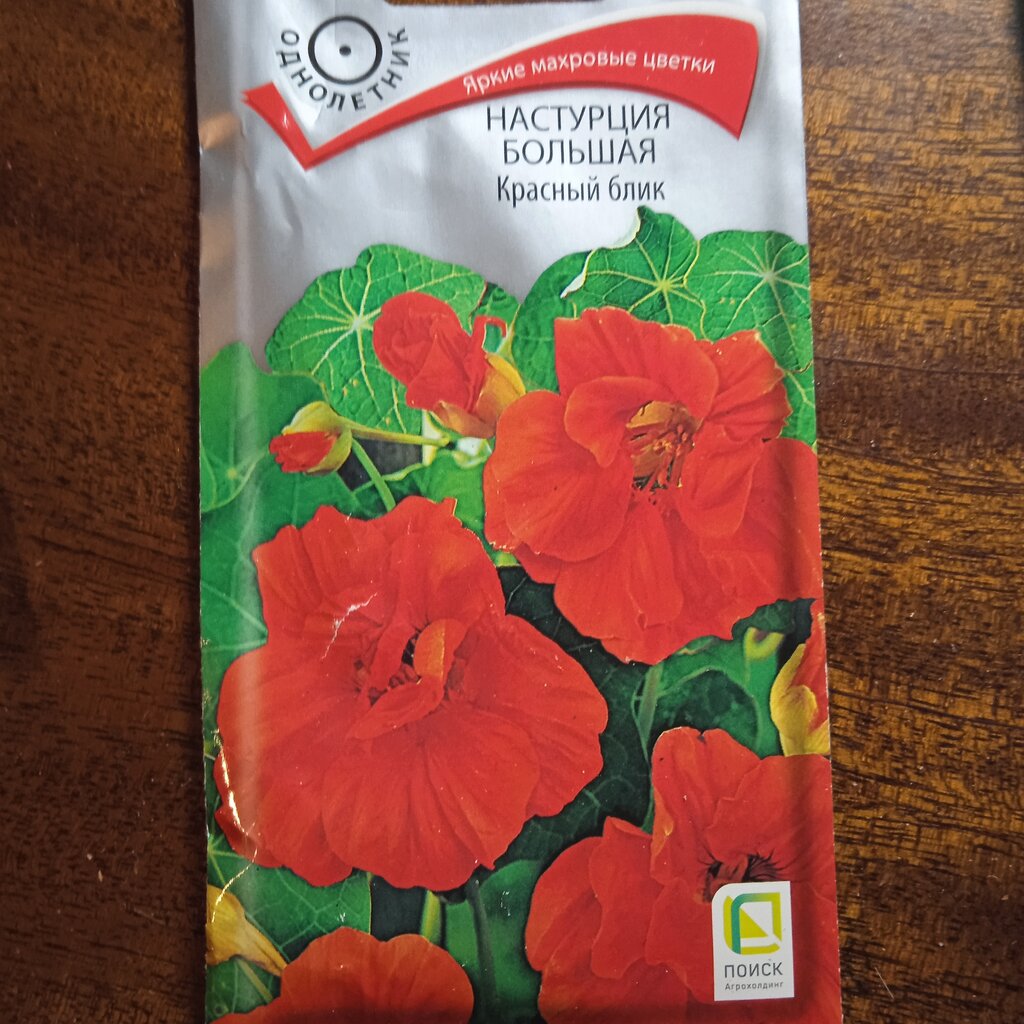 ОДНОЛЕТНИК
Яркие махровые цветки
НАСТУРЦИЯ
БОЛЬШАЯ
Красный блик
ПОИСК
Агрохолдинг